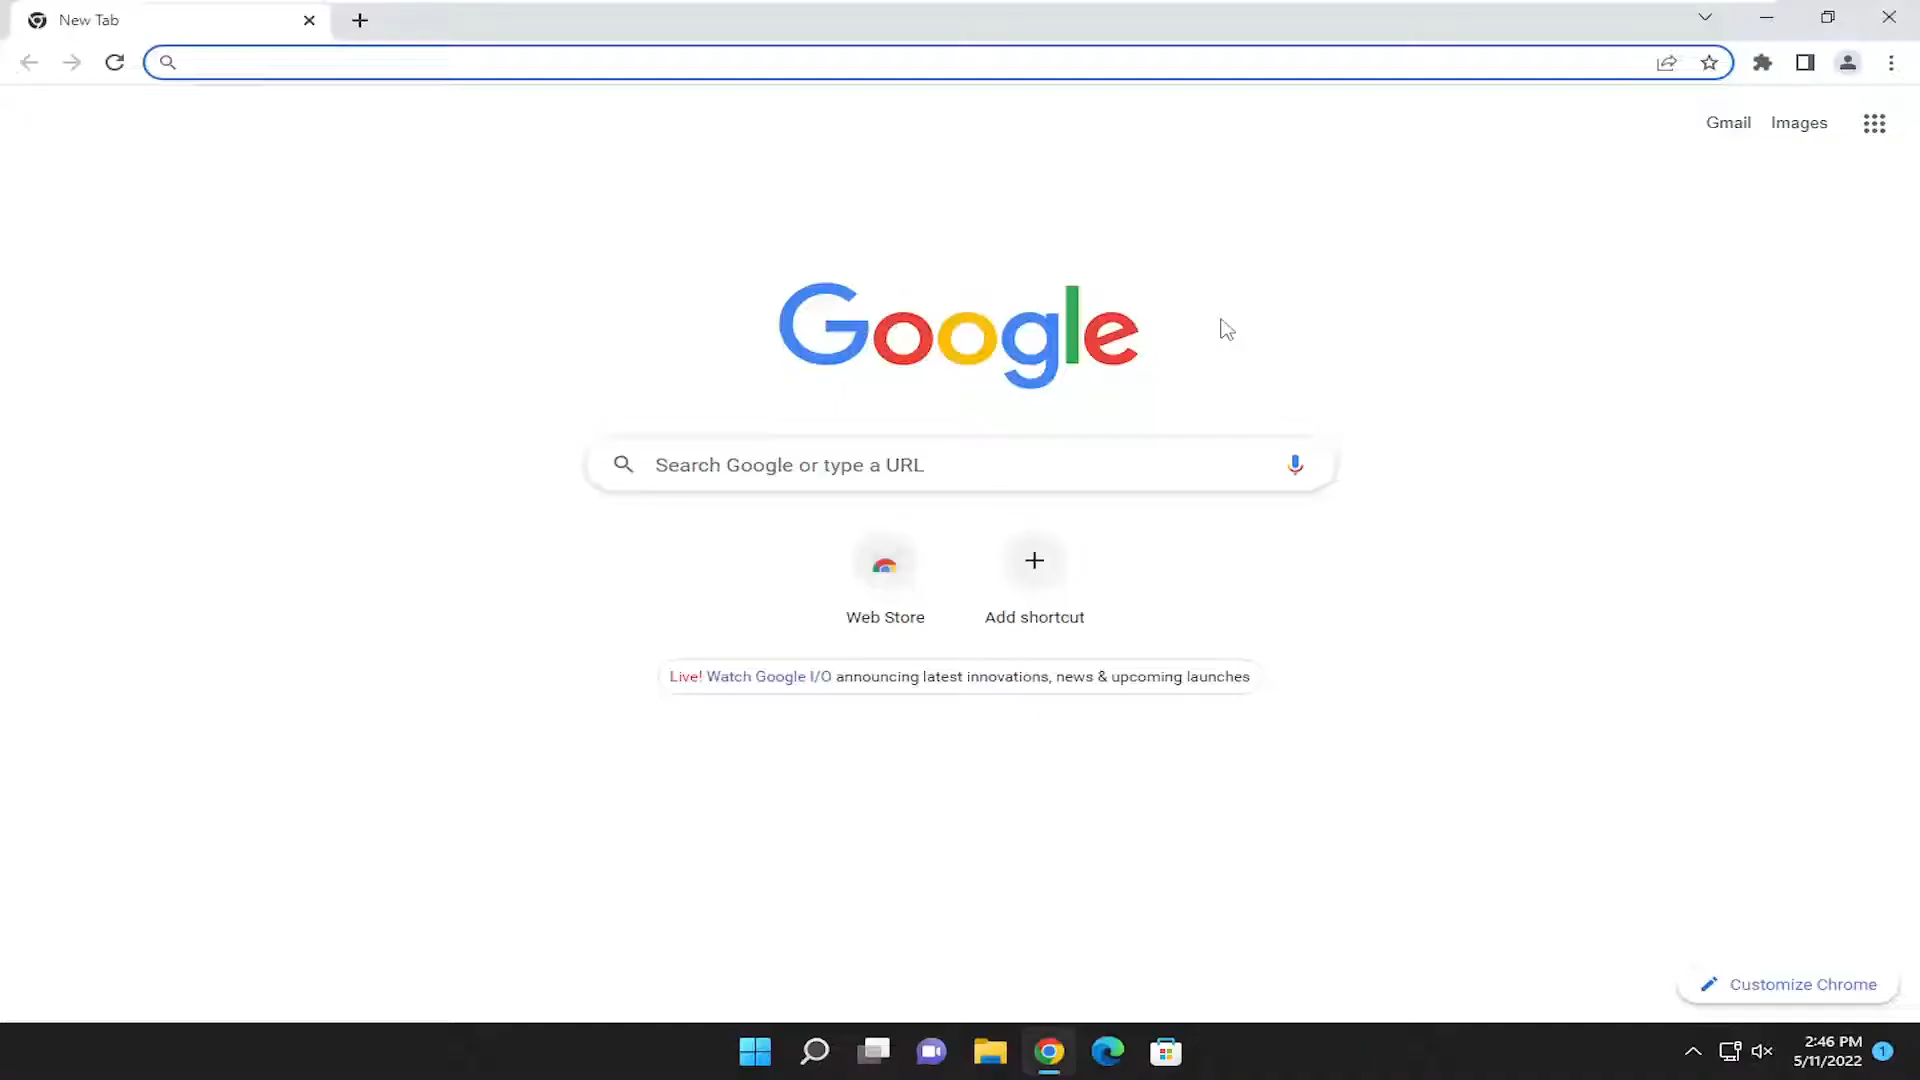 New Tab
Gmail Images
Google
Search Google or type a URL
Web Store Add shortcut
Live! Watch Google I/O announcing latest innovations, news & upcoming launches
Customize Chrome
2:46 PM
5/11/2022 1